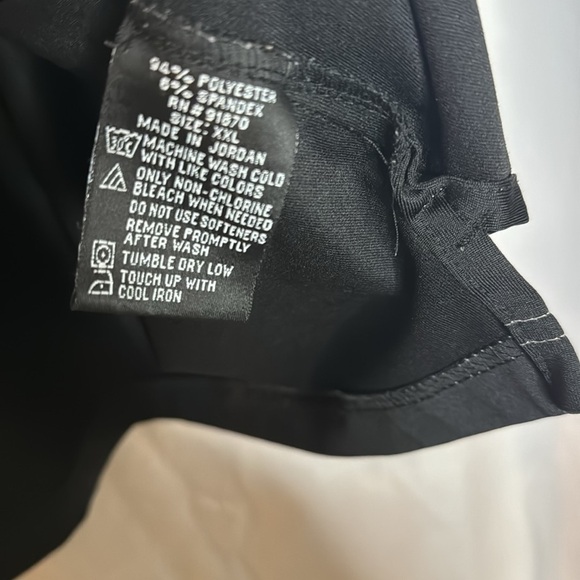 94% POLYESTER
6% SPANDEX
RN # 91870
SIZE: XXL
MADE IN JORDAN
30C MACHINE WASH COLD
WITH LIKE COLORS
ONLY NON-CHLORINE
BLEACH WHEN NEEDED
DO NOT USE SOFTENERS
REMOVE PROMPTLY
AFTER WASH
TUMBLE DRY LOW
TOUCH UP WITH
COOL IRON